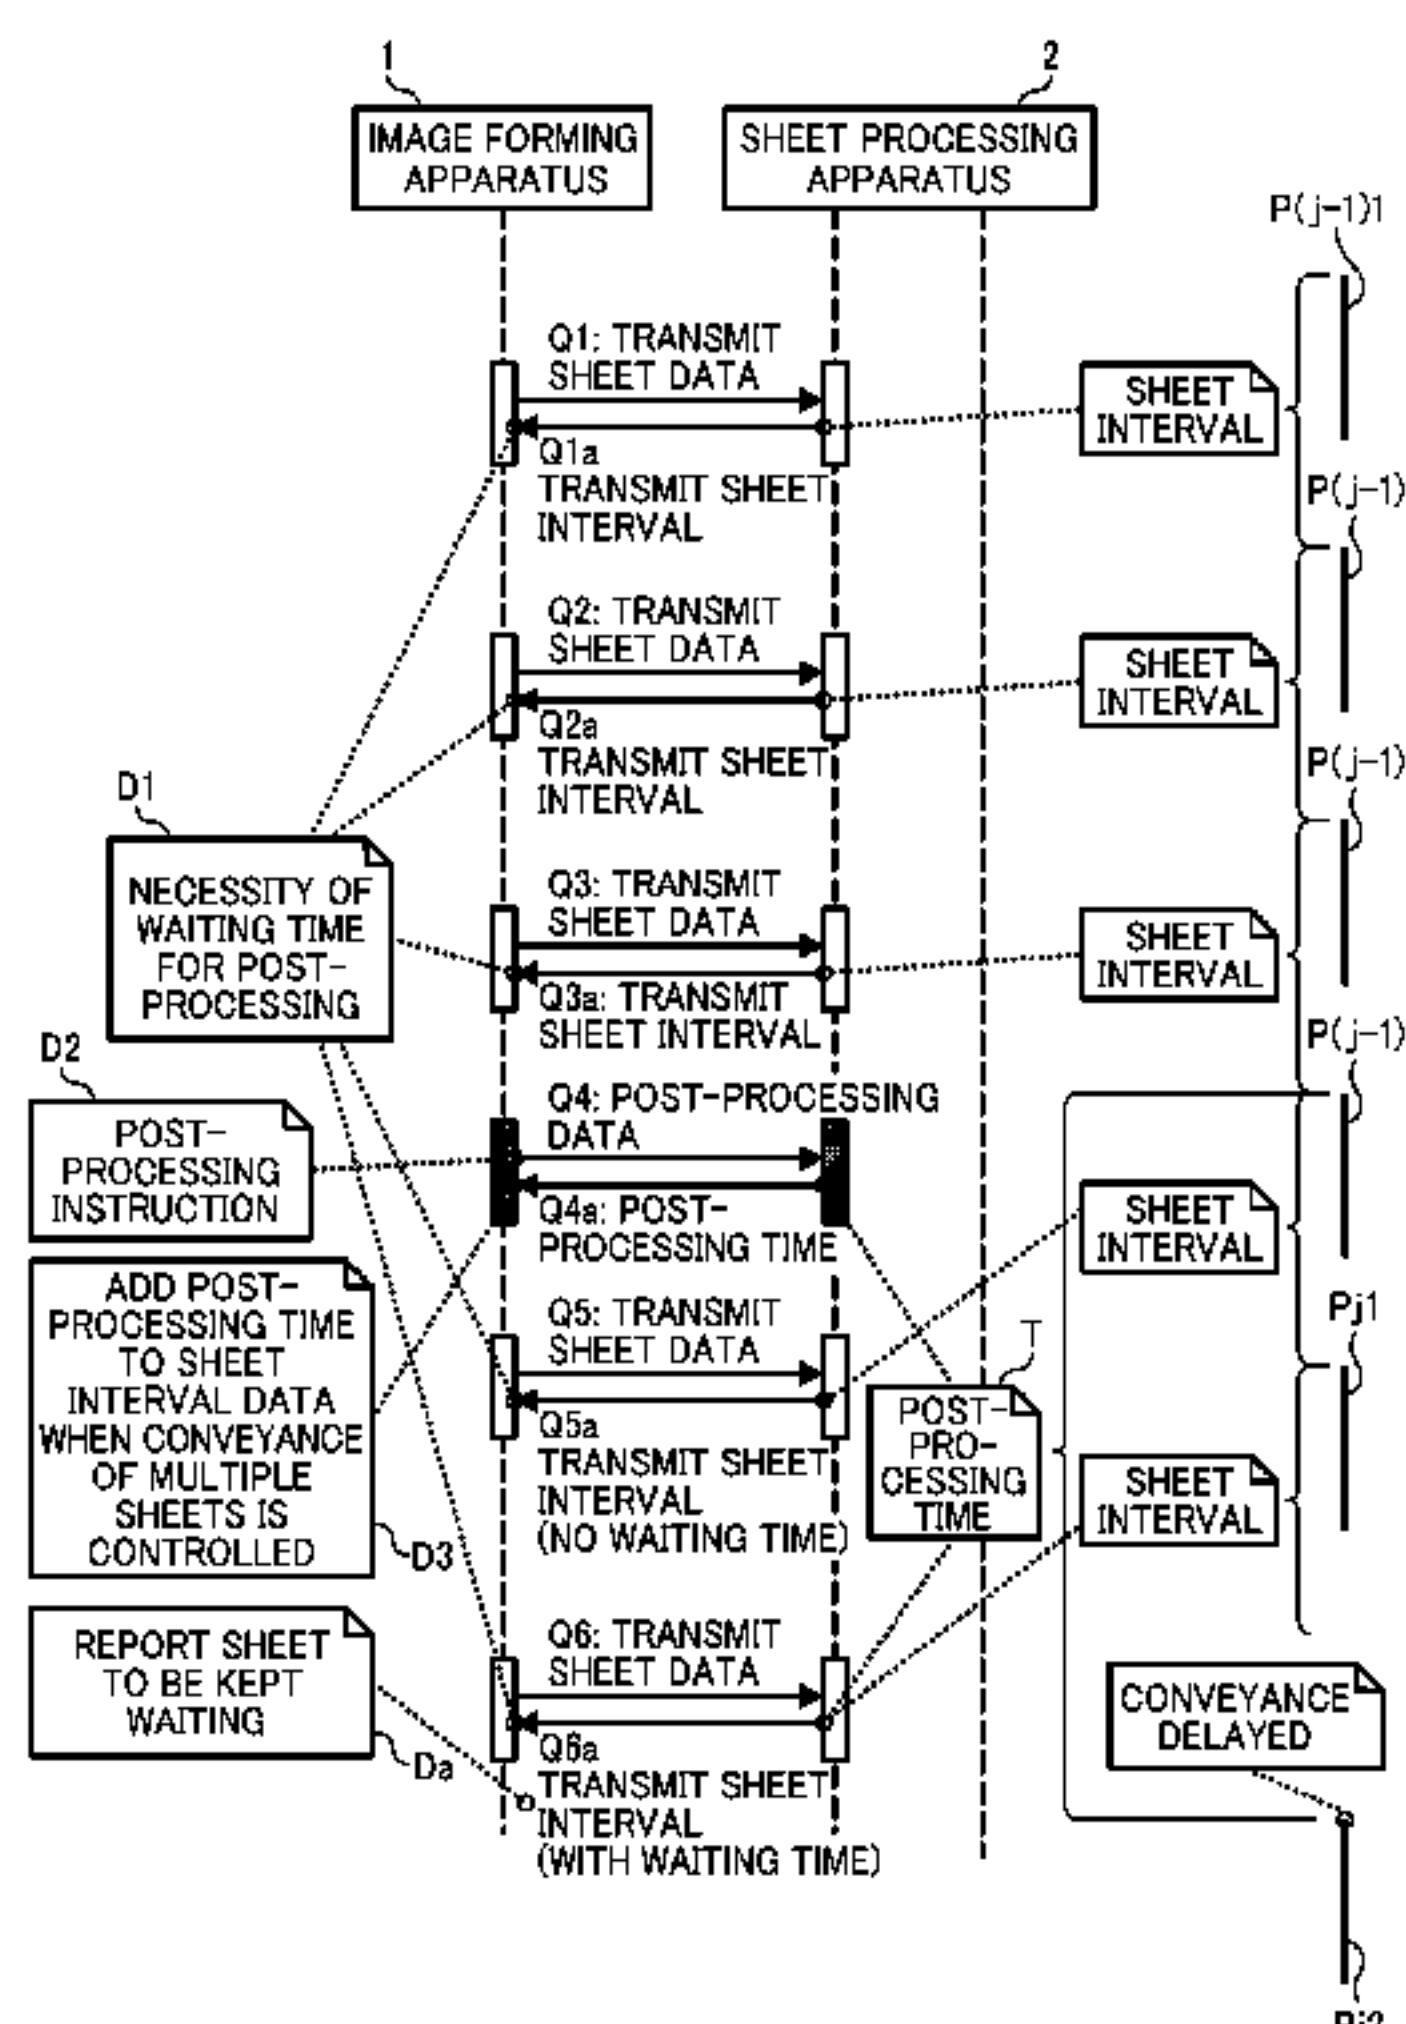 1
2
IMAGE FORMING
APPARATUS
SHEET PROCESSING
APPARATUS
P(j-1)1
Q1: TRANSMIT
SHEET DATA
SHEET
INTERVAL
Q1a
TRANSMIT SHEET
INTERVAL
P(j-1)
Q2: TRANSMIT
SHEET DATA
SHEET
INTERVAL
Q2a
TRANSMIT SHEET
INTERVAL
P(j-1)
D1
NECESSITY OF
WAITING TIME
FOR POST-
PROCESSING
Q3: TRANSMIT
SHEET DATA
SHEET
INTERVAL
Q3a: TRANSMIT
SHEET INTERVAL
P(j-1)
D2
POST-
PROCESSING
INSTRUCTION
Q4: POST-PROCESSING
DATA
Q4a: POST-
PROCESSING TIME
SHEET
INTERVAL
ADD POST-
PROCESSING TIME
TO SHEET
INTERVAL DATA
WHEN CONVEYANCE
OF MULTIPLE
SHEETS IS
CONTROLLED
D3
Q5: TRANSMIT
SHEET DATA
T
Pj1
Q5a
TRANSMIT SHEET
INTERVAL
(NO WAITING TIME)
POST-
PRO-
CESSING
TIME
SHEET
INTERVAL
REPORT SHEET
TO BE KEPT
WAITING
Da
Q6: TRANSMIT
SHEET DATA
Q6a
TRANSMIT SHEET
INTERVAL
(WITH WAITING TIME)
CONVEYANCE
DELAYED